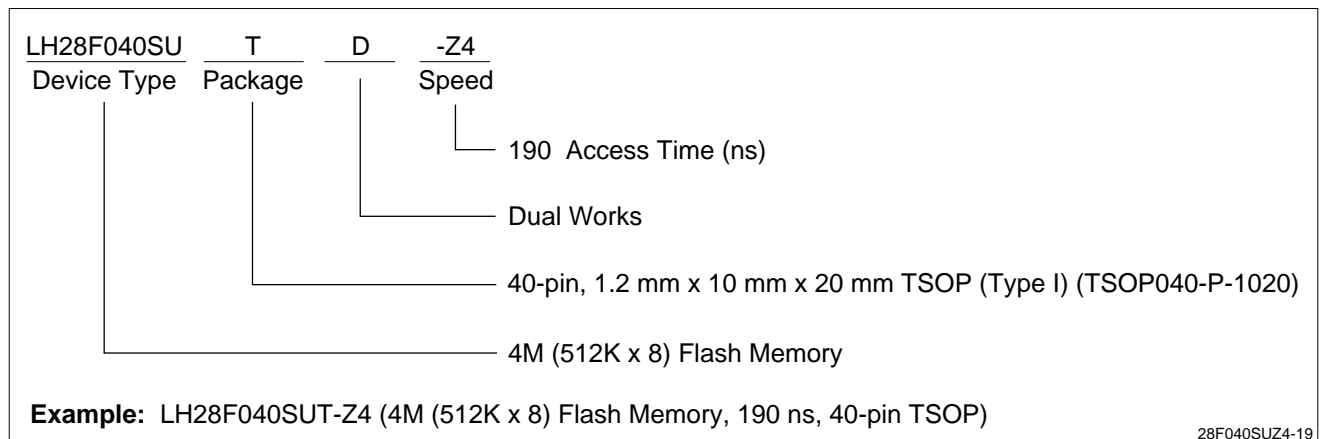 LH28F040SU T D -Z4
Device Type Package Speed
190 Access Time (ns)
Dual Works
40-pin, 1.2 mm x 10 mm x 20 mm TSOP (Type I) (TSOP040-P-1020)
4M (512K x 8) Flash Memory
Example: LH28F040SUT-Z4 (4M (512K x 8) Flash Memory, 190 ns, 40-pin TSOP)
28F040SUZ4-19